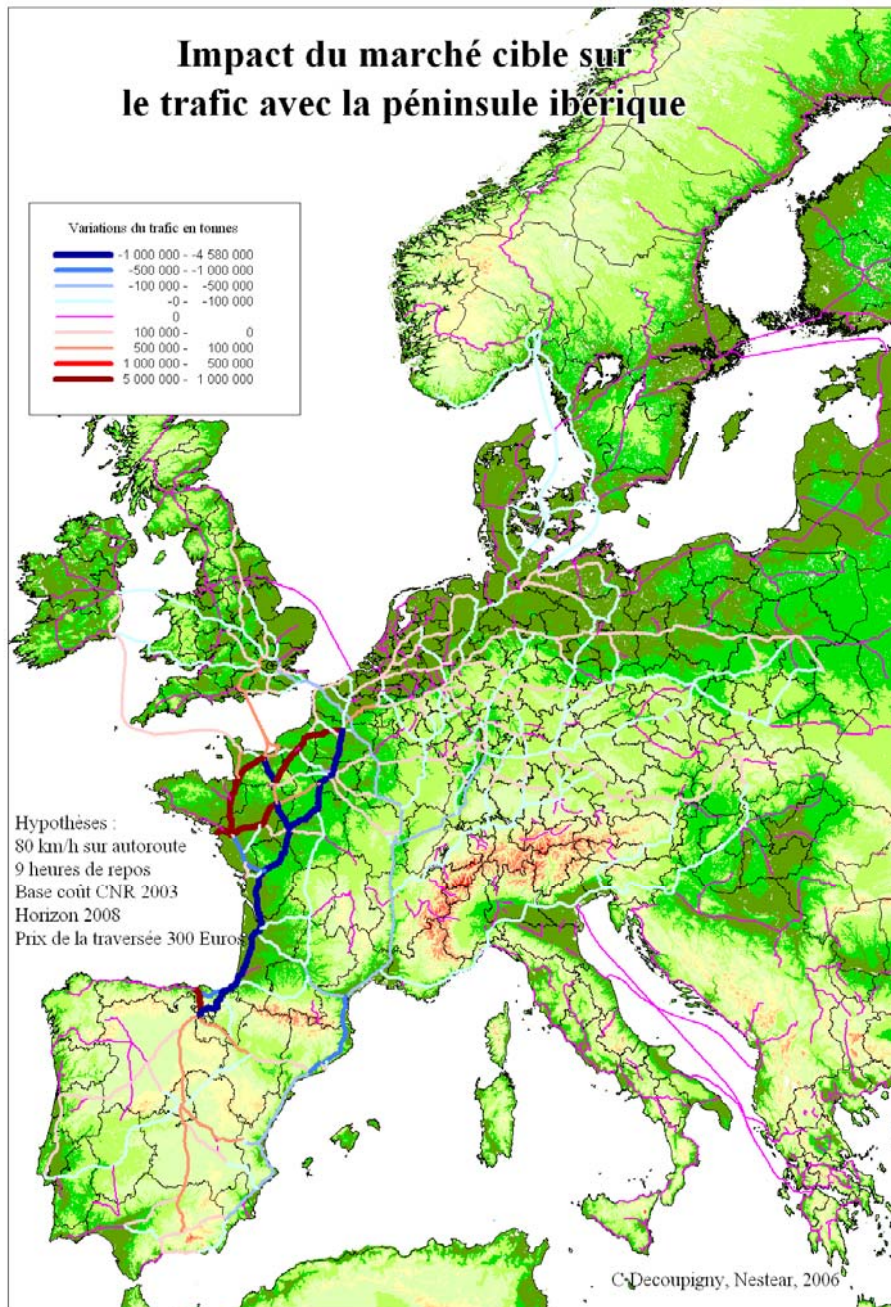 Impact du marché cible sur
le trafic avec la péninsule ibérique
Variations du trafic en tonnes
-1 000 000 - -4 580 000
-500 000 - -1 000 000
-100 000 - -500 000
-0 - -100 000
0
100 000 - 0
500 000 - 100 000
1 000 000 - 500 000
5 000 000 - 1 000 000
Hypothèses :
80 km/h sur autoroute
9 heures de repos
Base coût CNR 2003
Horizon 2008
Prix de la traversée 300 Euros
C Decoupigny, Nestear, 2006